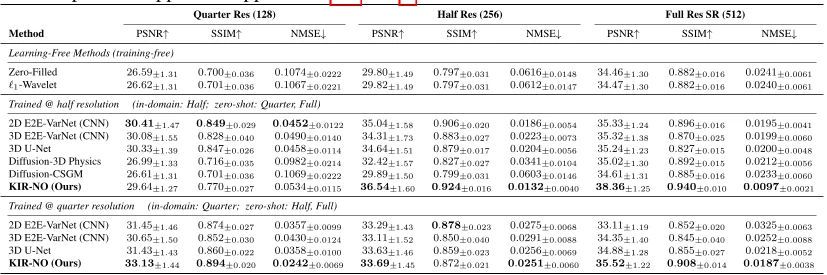 Quarter Res (128) Half Res (256) Full Res SR (512)
Method PSNR↑ SSIM↑ NMSE↓ PSNR↑ SSIM↑ NMSE↓ PSNR↑ SSIM↑ NMSE↓
Learning-Free Methods (training-free)
Zero-Filled 26.59±1.31 0.700±0.036 0.1074±0.0222 29.80±1.49 0.797±0.031 0.0616±0.0148 34.46±1.30 0.882±0.016 0.0241±0.0061
ℓ1-Wavelet 26.62±1.31 0.701±0.036 0.1067±0.0221 29.82±1.49 0.797±0.031 0.0612±0.0147 34.47±1.30 0.882±0.016 0.0240±0.0061
Trained @ half resolution (in-domain: Half; zero-shot: Quarter, Full)
2D E2E-VarNet (CNN) 30.41±1.47 0.849±0.029 0.0452±0.0122 35.04±1.58 0.906±0.020 0.0186±0.0054 35.33±1.24 0.896±0.016 0.0195±0.0041
3D E2E-VarNet (CNN) 30.08±1.55 0.828±0.040 0.0490±0.0140 34.31±1.73 0.883±0.027 0.0223±0.0073 35.32±1.38 0.870±0.025 0.0199±0.0060
3D U-Net 30.33±1.39 0.847±0.026 0.0458±0.0114 34.64±1.51 0.879±0.017 0.0204±0.0056 35.24±1.23 0.827±0.015 0.0200±0.0048
Diffusion-3D Physics 26.99±1.33 0.716±0.035 0.0982±0.0214 32.42±1.57 0.827±0.027 0.0341±0.0104 35.02±1.30 0.892±0.015 0.0212±0.0056
Diffusion-CSGM 26.61±1.31 0.701±0.036 0.1069±0.0222 29.89±1.50 0.799±0.031 0.0603±0.0146 34.61±1.31 0.885±0.016 0.0233±0.0060
KIR-NO (Ours) 29.64±1.27 0.770±0.027 0.0534±0.0115 36.54±1.60 0.924±0.016 0.0132±0.0040 38.36±1.25 0.940±0.010 0.0097±0.0021
Trained @ quarter resolution (in-domain: Quarter; zero-shot: Half, Full)
2D E2E-VarNet (CNN) 31.45±1.46 0.874±0.027 0.0357±0.0099 33.29±1.43 0.878±0.023 0.0275±0.0068 33.11±1.19 0.852±0.020 0.0325±0.0063
3D E2E-VarNet (CNN) 30.65±1.50 0.852±0.030 0.0430±0.0124 33.11±1.52 0.850±0.040 0.0291±0.0088 34.35±1.40 0.845±0.040 0.0252±0.0088
3D U-Net 31.43±1.43 0.860±0.022 0.0358±0.0100 33.63±1.46 0.859±0.023 0.0256±0.0069 34.88±1.28 0.855±0.027 0.0218±0.0052
KIR-NO (Ours) 33.13±1.44 0.894±0.020 0.0242±0.0069 33.69±1.45 0.872±0.021 0.0251±0.0060 35.52±1.22 0.908±0.014 0.0187±0.0038